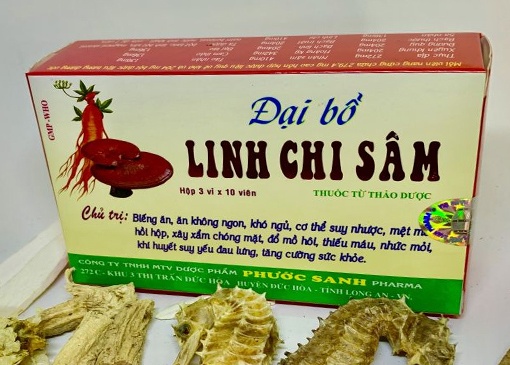 GMP-WHO
Đại bổ
LINH CHI SÂM
Hộp 3 vỉ x 10 viên
THUỐC TỪ THẢO DƯỢC
Chủ trị: Biếng ăn, ăn không ngon, khó ngủ, cơ thể suy nhược, mệt mỏi
hồi hộp, xây xẩm chóng mặt, đổ mồ hôi, thiếu máu, nhức mỏi,
khí huyết suy yếu đau lưng, tăng cường sức khỏe.
CÔNG TY TNHH MTV DƯỢC PHẨM PHƯỚC SANH PHARMA
272 C - KHU 3 THỊ TRẤN ĐỨC HÒA - HUYỆN ĐỨC HÒA - TỈNH LONG AN - VN.